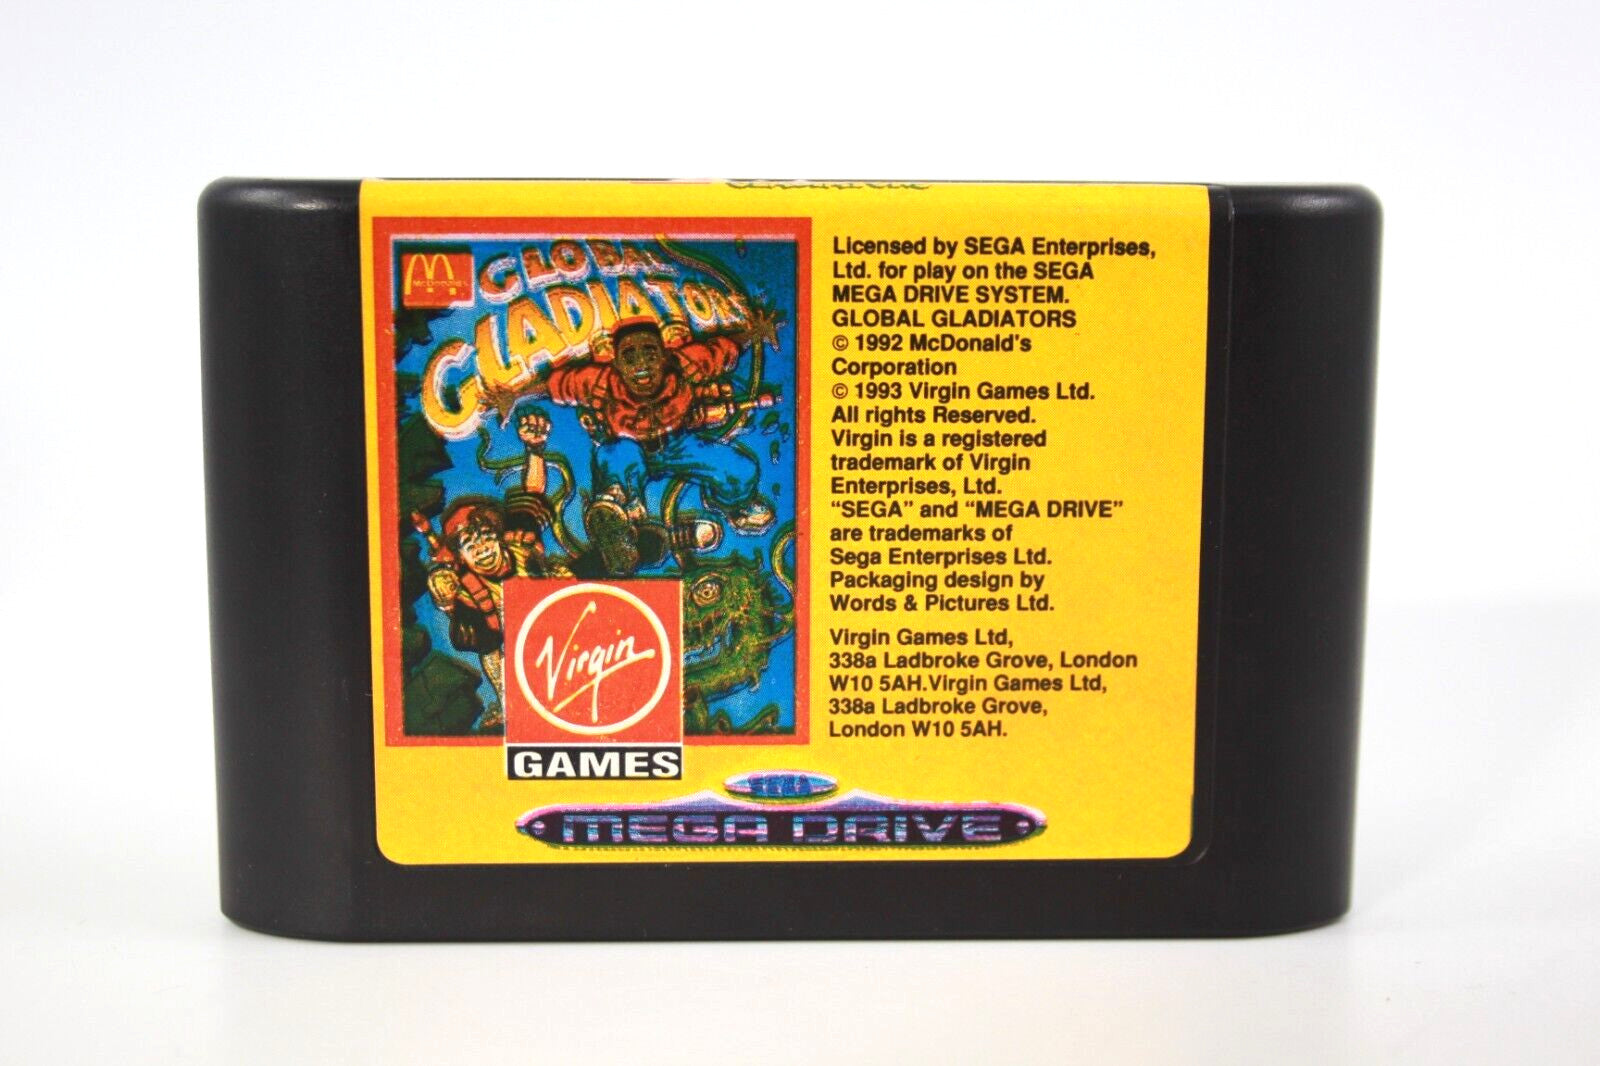 McDonald's
GLOBAL
GLADIATORS
Virgin
GAMES
Licensed by SEGA Enterprises,
Ltd. for play on the SEGA
MEGA DRIVE SYSTEM.
GLOBAL GLADIATORS
© 1992 McDonald's
Corporation
© 1993 Virgin Games Ltd.
All rights Reserved.
Virgin is a registered
trademark of Virgin
Enterprises, Ltd.
“SEGA” and “MEGA DRIVE”
are trademarks of
Sega Enterprises Ltd.
Packaging design by
Words & Pictures Ltd.
Virgin Games Ltd,
338a Ladbroke Grove, London
W10 5AH.Virgin Games Ltd,
338a Ladbroke Grove,
London W10 5AH.
SEGA
MEGA DRIVE